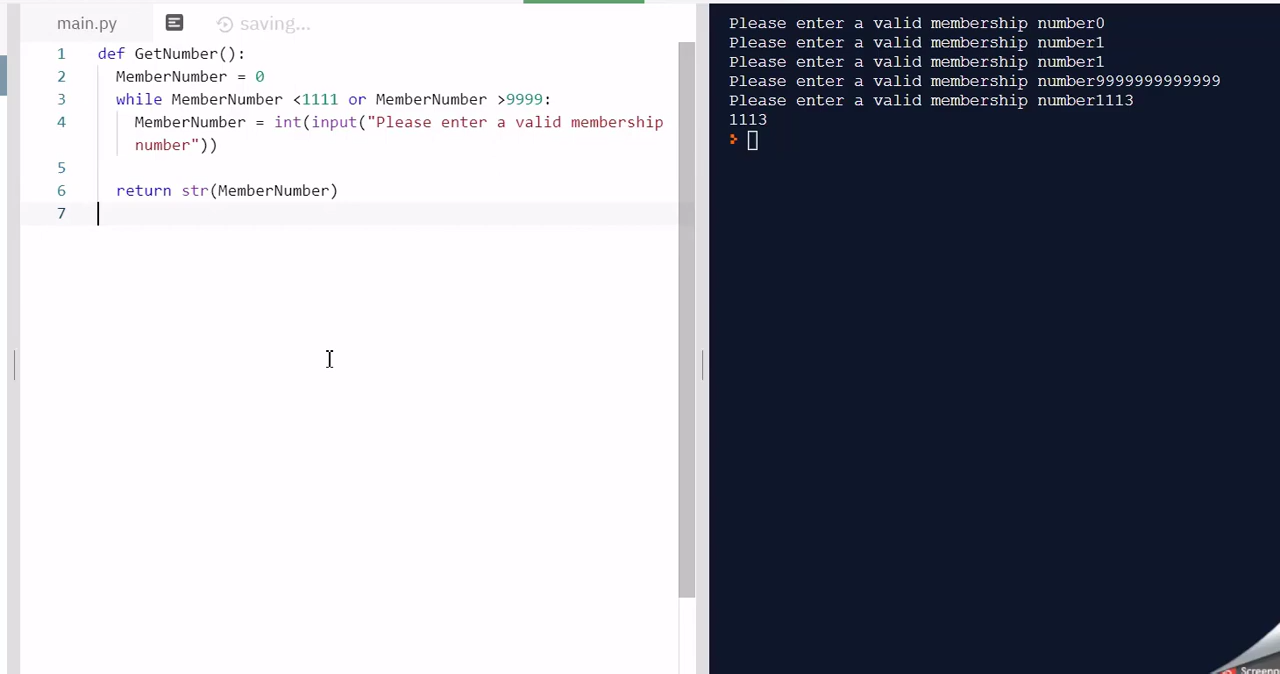 main.py saving...
1 def GetNumber():
2 MemberNumber = 0
3 while MemberNumber <1111 or MemberNumber >9999:
4 MemberNumber = int(input("Please enter a valid membership
number"))
5
6 return str(MemberNumber)
7
Please enter a valid membership number0
Please enter a valid membership number1
Please enter a valid membership number1
Please enter a valid membership number9999999999999
Please enter a valid membership number1113
1113